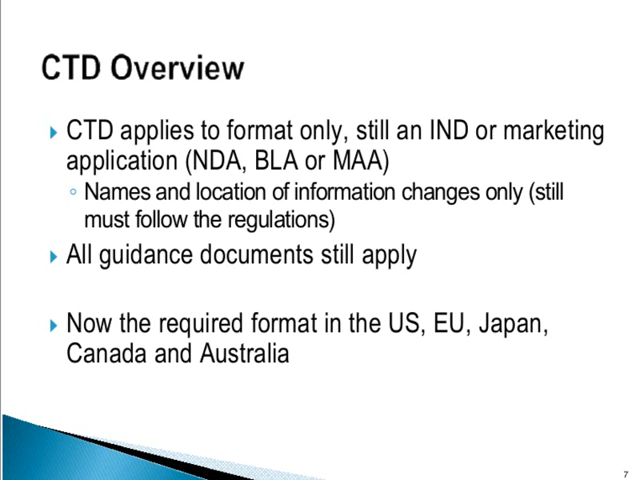 CTD Overview
CTD applies to format only, still an IND or marketing
application (NDA, BLA or MAA)
Names and location of information changes only (still
must follow the regulations)
All guidance documents still apply
Now the required format in the US, EU, Japan,
Canada and Australia
7